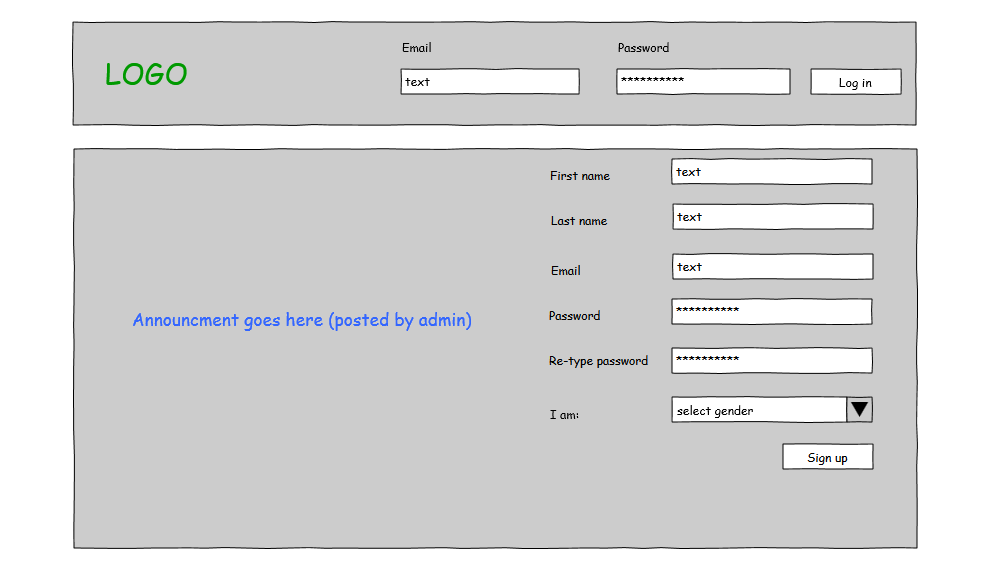 Email
Password
LOGO
text
**********
Log in
First name
text
Last name
text
Email
text
Announcment goes here (posted by admin)
Password
**********
Re-type password
**********
I am:
select gender
Sign up